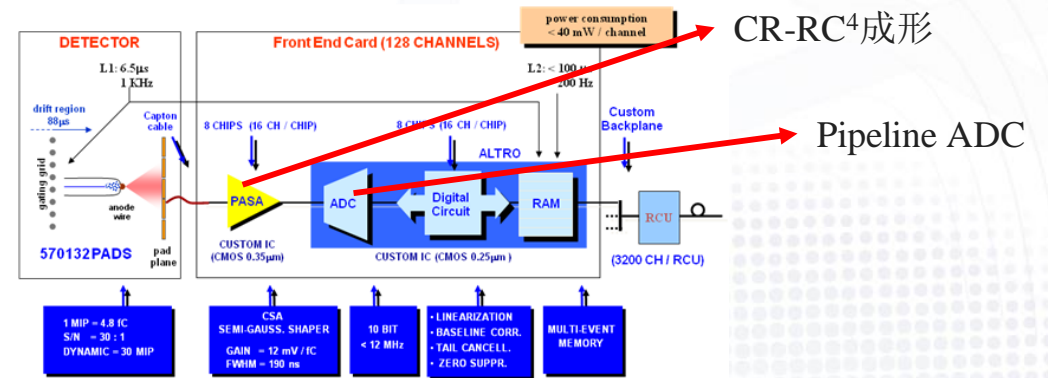 power consumption
< 40 mW / channel
CR-RC⁴成形
DETECTOR
Front End Card (128 CHANNELS)
L1: 6.5µs
1 KHz
L2: < 100 µs
200 Hz
drift region
88µs
Capton
cable
8 CHIPS (16 CH / CHIP)
8 CHIPS (16 CH / CHIP)
Custom
Backplane
Pipeline ADC
ALTRO
gating grid
anode
wire
PASA
ADC
Digital
Circuit
RAM
RCU
570132 PADS
pad
plane
CUSTOM IC
(CMOS 0.35µm)
CUSTOM IC (CMOS 0.25µm )
(3200 CH / RCU)
1 MIP = 4.8 fC
S/N = 30 : 1
DYNAMIC = 30 MIP
CSA
SEMI-GAUSS. SHAPER
GAIN = 12 mV / fC
FWHM = 190 ns
10 BIT
< 12 MHz
• LINEARIZATION
• BASELINE CORR.
• TAIL CANCELL.
• ZERO SUPPR.
MULTI-EVENT
MEMORY